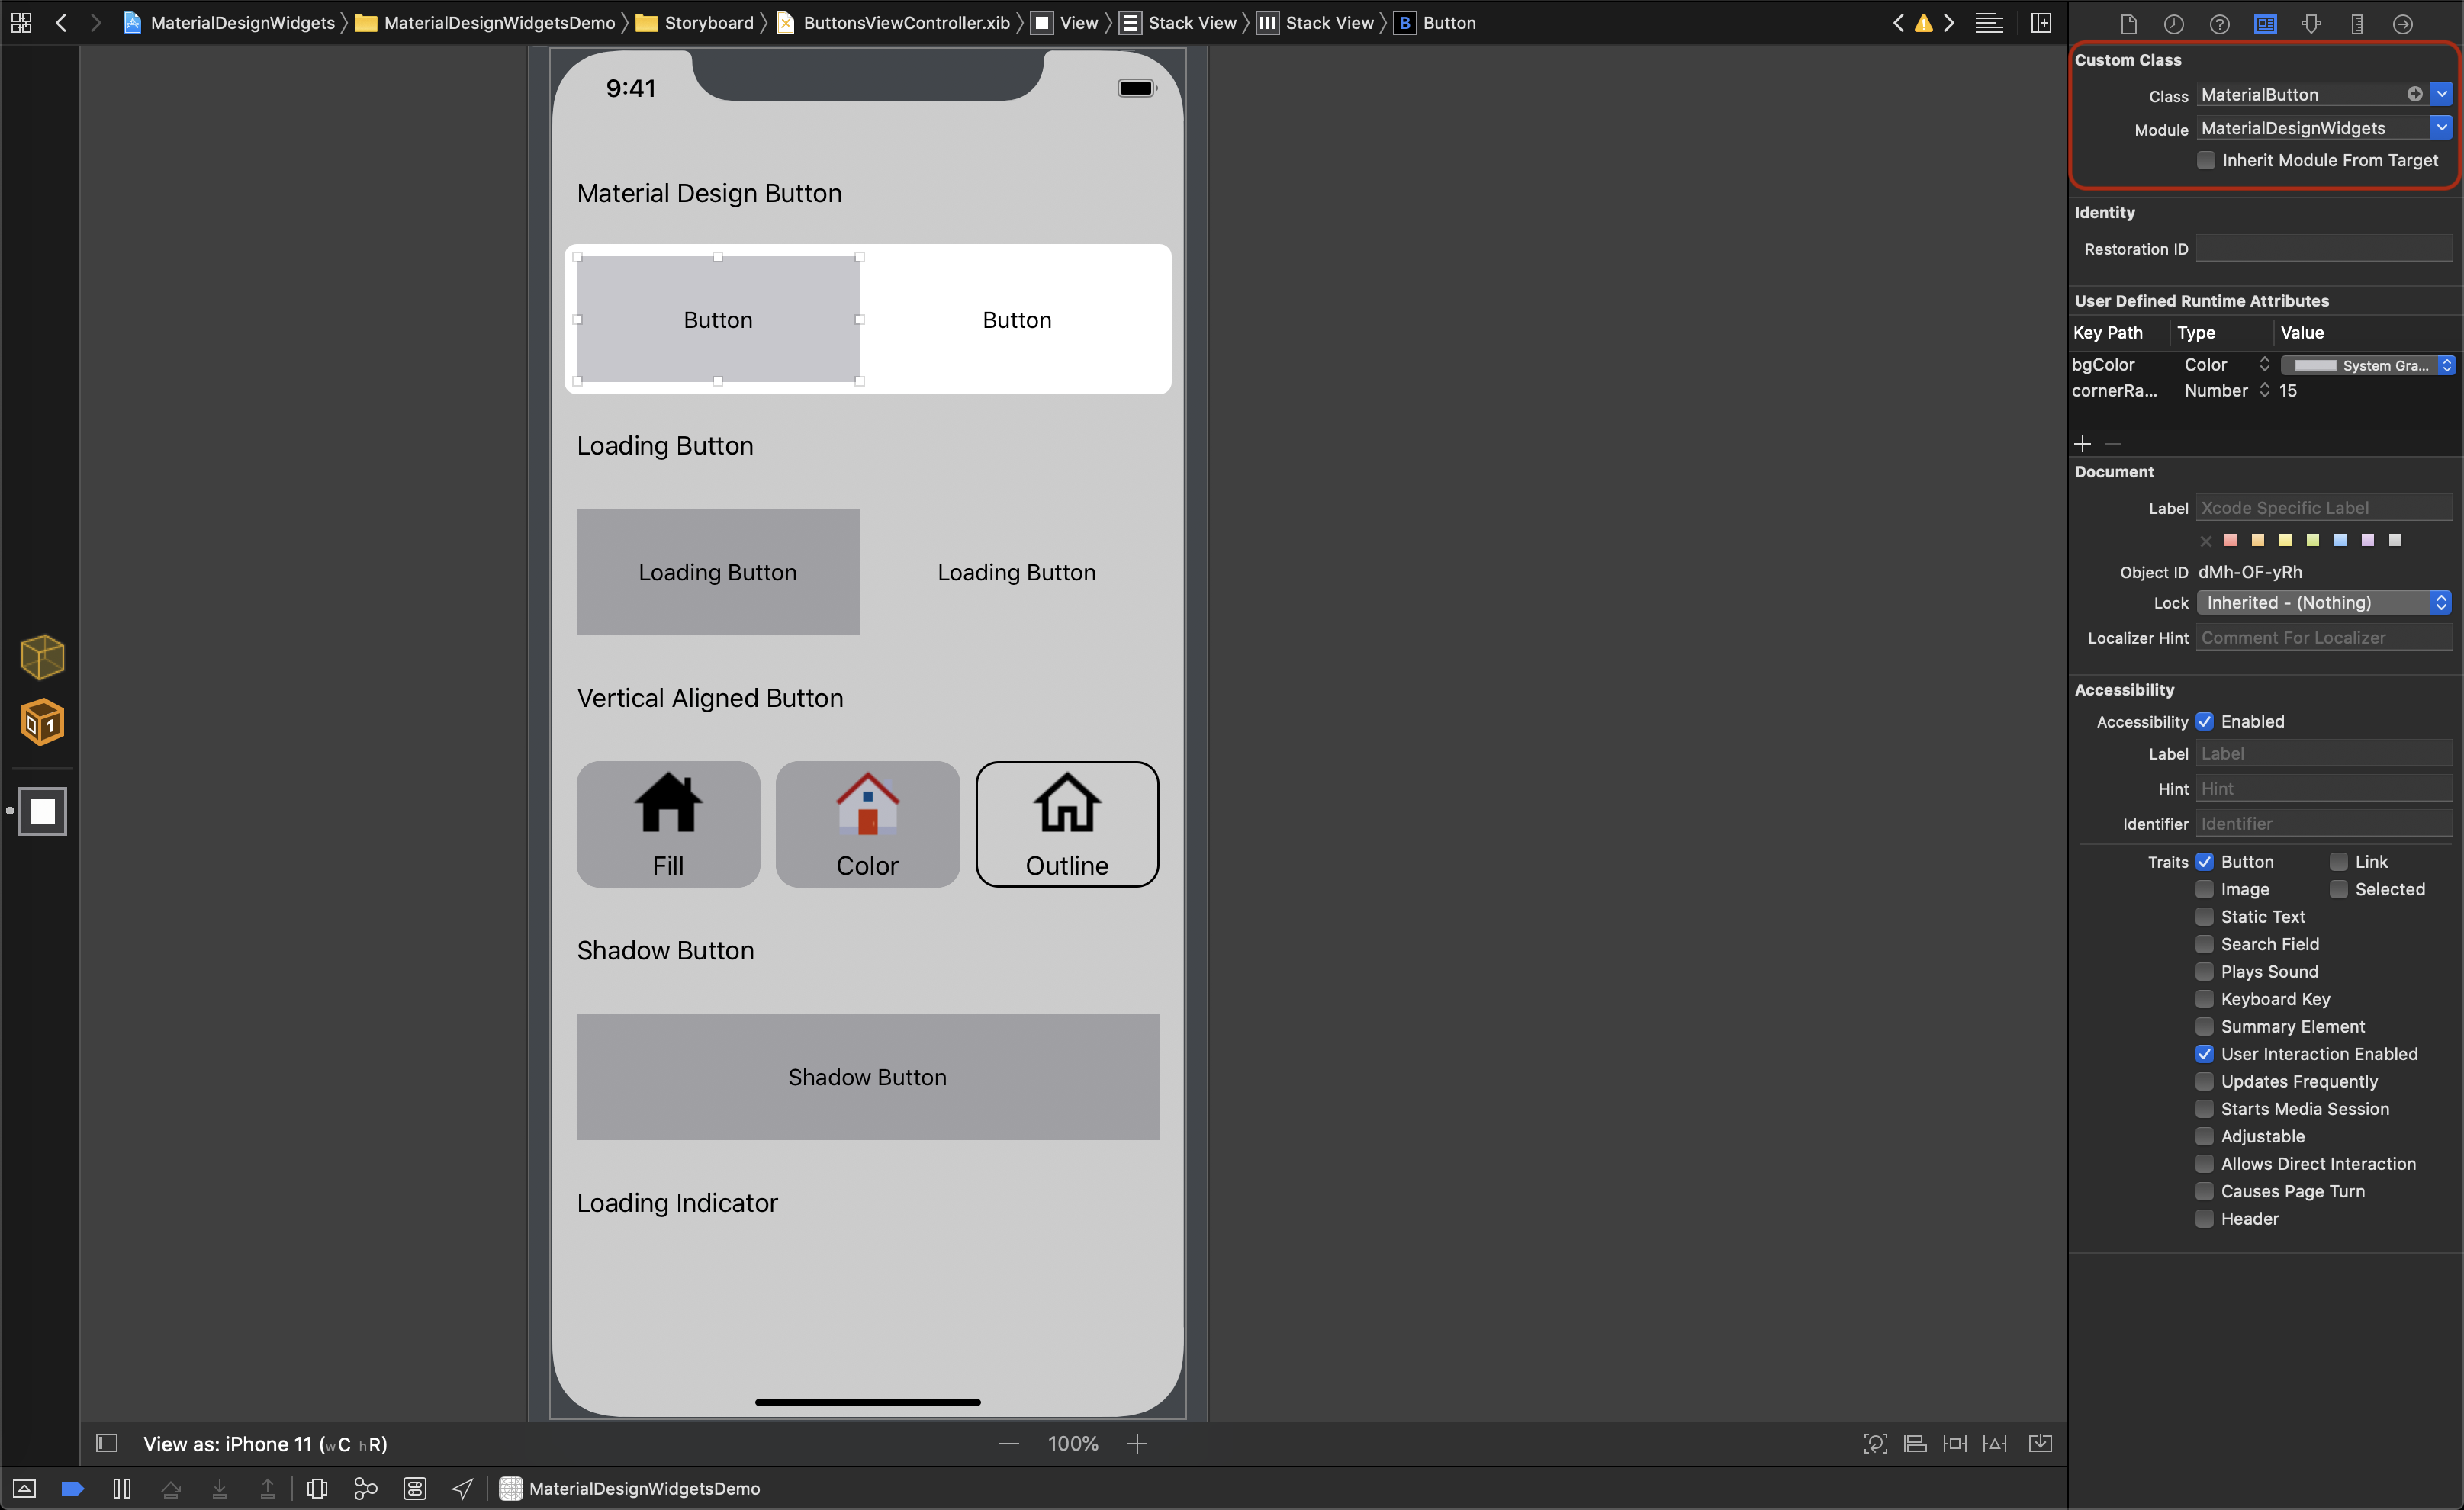 MaterialDesignWidgets MaterialDesignWidgetsDemo Storyboard ButtonsViewController.xib View Stack View Stack View B Button
9:41
Material Design Button
Button Button
Loading Button
Loading Button Loading Button
Vertical Aligned Button
Fill Color Outline
Shadow Button
Shadow Button
Loading Indicator
View as: iPhone 11 (wC hR) 100%
MaterialDesignWidgetsDemo
Custom Class
Class MaterialButton
Module MaterialDesignWidgets
Inherit Module From Target
Identity
Restoration ID
User Defined Runtime Attributes
Key Path Type Value
bgColor Color System Gra...
cornerRa... Number 15
Document
Label Xcode Specific Label
Object ID dMh-OF-yRh
Lock Inherited - (Nothing)
Localizer Hint Comment For Localizer
Accessibility
Accessibility Enabled
Label Label
Hint Hint
Identifier Identifier
Traits Button Link
Image Selected
Static Text
Search Field
Plays Sound
Keyboard Key
Summary Element
User Interaction Enabled
Updates Frequently
Starts Media Session
Adjustable
Allows Direct Interaction
Causes Page Turn
Header